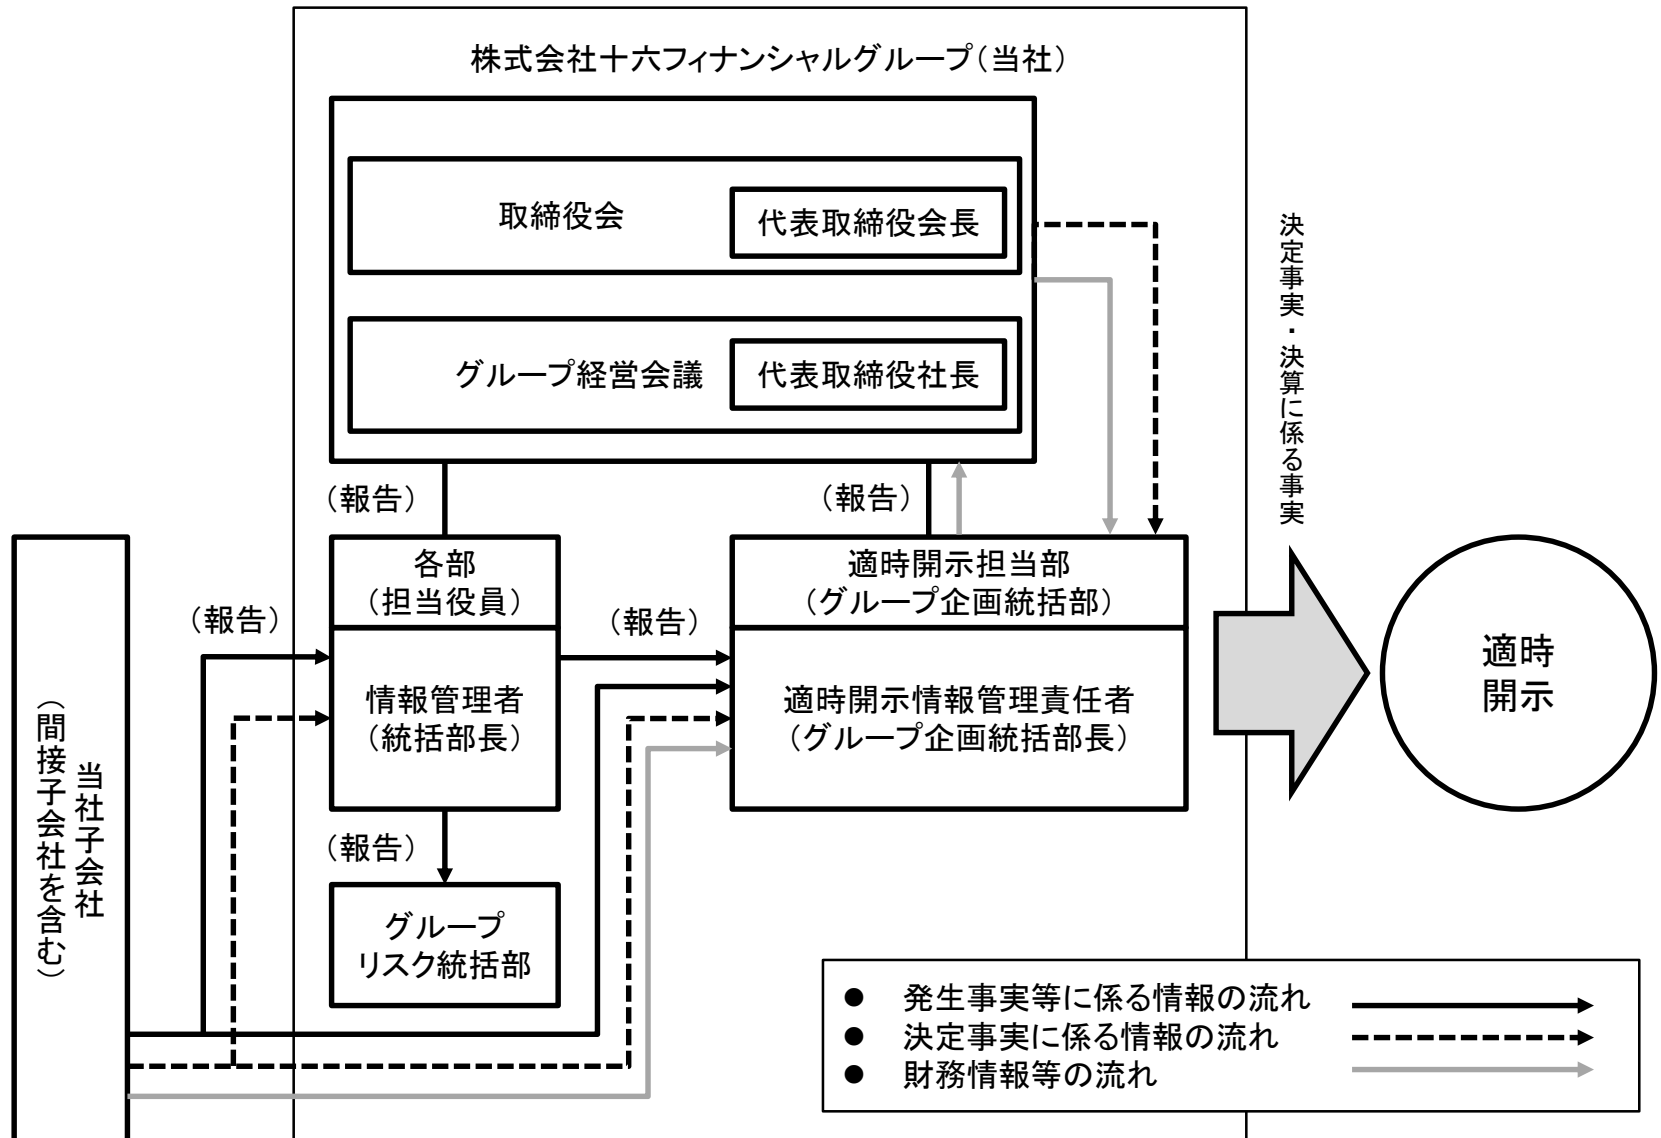 株式会社十六フィナンシャルグループ（当社）
取締役会
代表取締役会長
グループ経営会議
代表取締役社長
決定事実・決算に係る事実
（報告）
（報告）
各部
（担当役員）
適時開示担当部
（グループ企画統括部）
（報告）
（報告）
情報管理者
（統括部長）
適時開示情報管理責任者
（グループ企画統括部長）
適時
開示
当社子会社
（間接子会社を含む）
（報告）
グループ
リスク統括部
● 発生事実等に係る情報の流れ
● 決定事実に係る情報の流れ
● 財務情報等の流れ